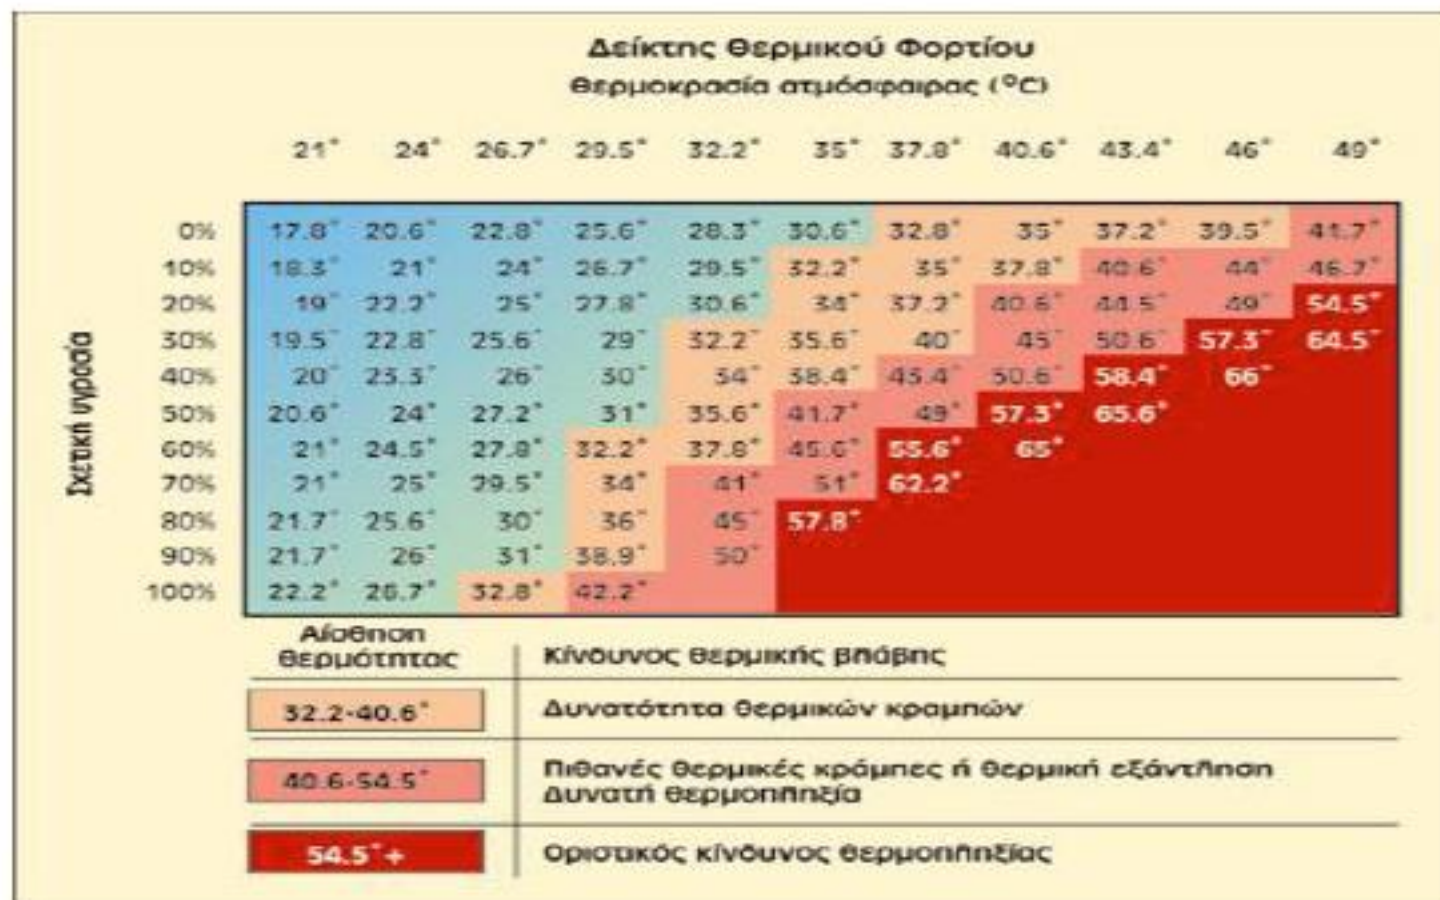 Δείκτης Θερμικού Φορτίου
Θερμοκρασία ατμόσφαιρας (°C)
21° 24° 26.7° 29.5° 32.2° 35° 37.8° 40.6° 43.4° 46° 49°
Σχετική υγρασία
0% 17.8° 20.6° 22.8° 25.6° 28.3° 30.6° 32.8° 35° 37.2° 39.5° 41.7°
10% 18.3° 21° 24° 26.7° 29.5° 32.2° 35° 37.8° 40.6° 44° 46.7°
20% 19° 22.2° 25° 27.8° 30.6° 34° 37.2° 40.6° 44.5° 49° 54.5°
30% 19.5° 22.8° 25.6° 29° 32.2° 35.6° 40° 45° 50.6° 57.3° 64.5°
40% 20° 23.3° 26° 30° 34° 38.4° 43.4° 50.6° 58.4° 66°
50% 20.6° 24° 27.2° 31° 35.6° 41.7° 49° 57.3° 65.6°
60% 21° 24.5° 27.8° 32.2° 37.8° 45.6° 55.6° 65°
70% 21° 25° 29.5° 34° 41° 51° 62.2°
80% 21.7° 25.6° 30° 36° 45° 57.8°
90% 21.7° 26° 31° 38.9° 50°
100% 22.2° 26.7° 32.8° 42.2°
Αίσθηση
θερμότητας
Κίνδυνος θερμικής βλάβης
32.2-40.6° Δυνατότητα θερμικών κραμπών
40.6-54.5° Πιθανές θερμικές κράμπες ή θερμική εξάντληση
Δυνατή θερμοπληξία
54.5°+ Οριστικός κίνδυνος θερμοπληξίας